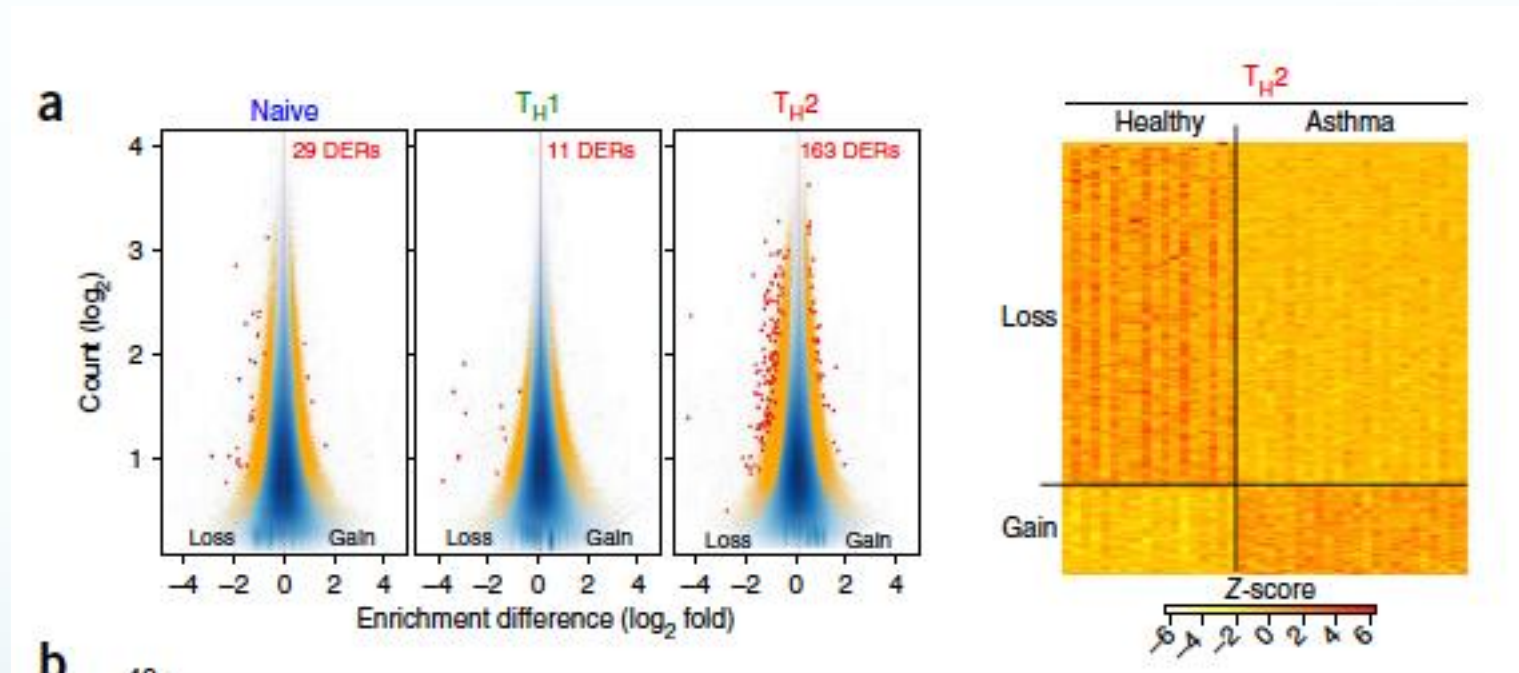 a
Naive
TH1
TH2
29 DERs
11 DERs
163 DERs
4
3
2
1
Count (log2)
Loss
Gain
Loss
Gain
Loss
Gain
–4 –2 0 2 4
–4 –2 0 2 4
–4 –2 0 2 4
Enrichment difference (log2 fold)
TH2
Healthy
Asthma
Loss
Gain
Z-score
–6 –4 –2 0 2 4 6
b